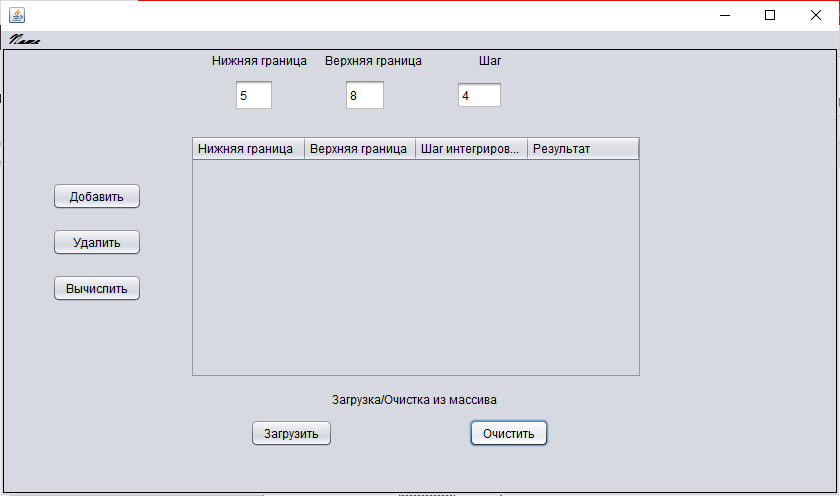 Name
Нижняя граница Верхняя граница Шаг
5 8 4
Нижняя граница Верхняя граница Шаг интегриров... Результат
Добавить
Удалить
Вычислить
Загрузка/Очистка из массива
Загрузить Очистить